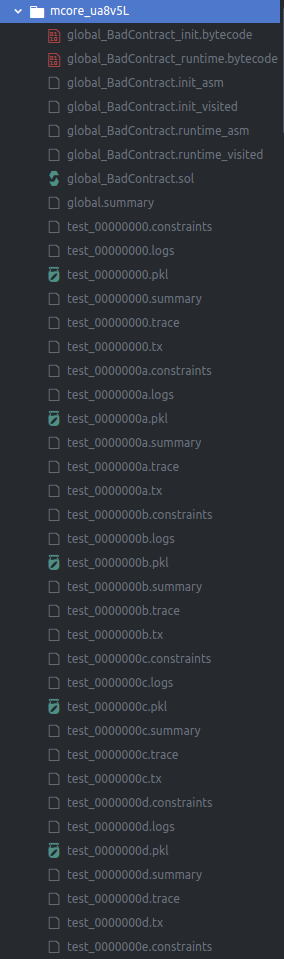 mcore_ua8v5L
global_BadContract_init.bytecode
global_BadContract_runtime.bytecode
global_BadContract.init_asm
global_BadContract.init_visited
global_BadContract.runtime_asm
global_BadContract.runtime_visited
global_BadContract.sol
global.summary
test_00000000.constraints
test_00000000.logs
test_00000000.pkl
test_00000000.summary
test_00000000.trace
test_00000000.tx
test_0000000a.constraints
test_0000000a.logs
test_0000000a.pkl
test_0000000a.summary
test_0000000a.trace
test_0000000a.tx
test_0000000b.constraints
test_0000000b.logs
test_0000000b.pkl
test_0000000b.summary
test_0000000b.trace
test_0000000b.tx
test_0000000c.constraints
test_0000000c.logs
test_0000000c.pkl
test_0000000c.summary
test_0000000c.trace
test_0000000c.tx
test_0000000d.constraints
test_0000000d.logs
test_0000000d.pkl
test_0000000d.summary
test_0000000d.trace
test_0000000d.tx
test_0000000e.constraints